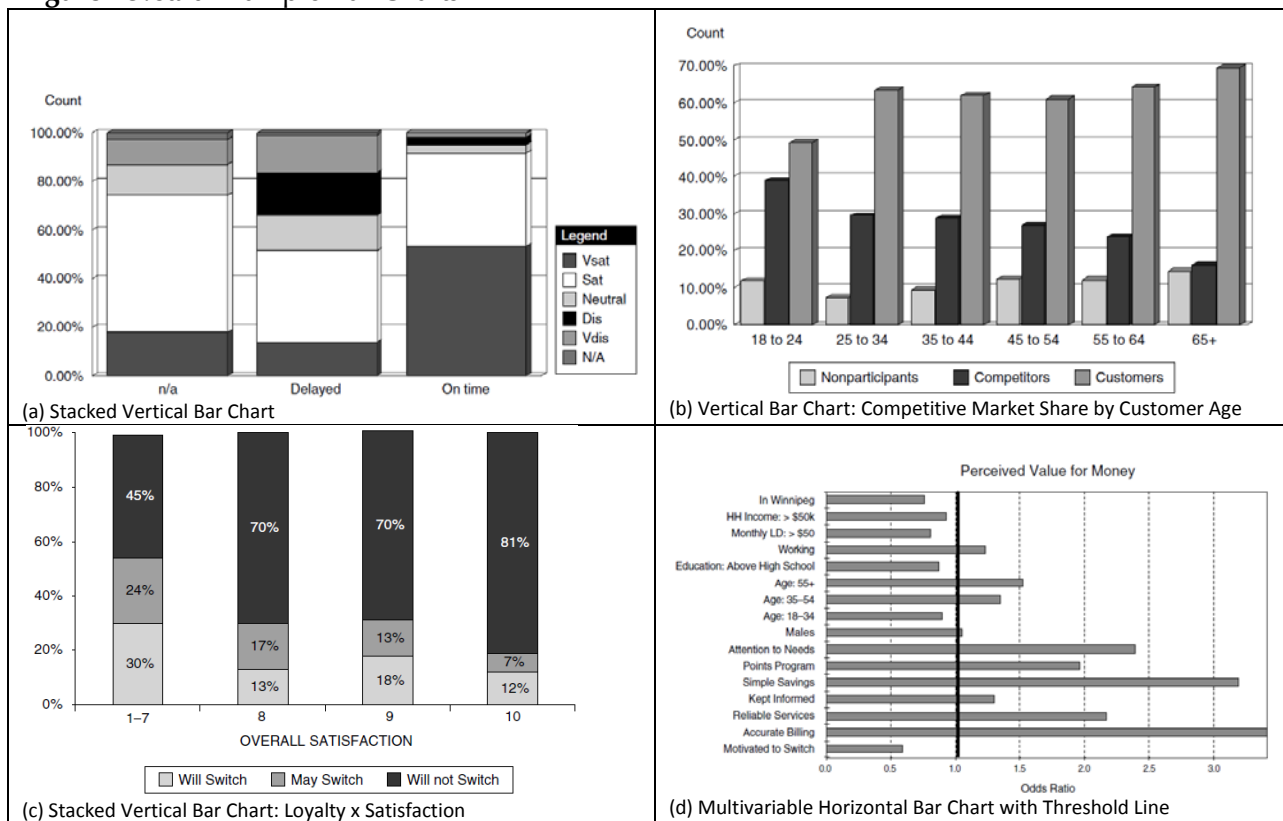 Count
100.00%
80.00%
60.00%
40.00%
20.00%
0.00%
n/a
Delayed
On time
Legend
Vsat
Sat
Neutral
Dis
Vdis
N/A
(a) Stacked Vertical Bar Chart
Count
70.00%
60.00%
50.00%
40.00%
30.00%
20.00%
10.00%
0.00%
18 to 24
25 to 34
35 to 44
45 to 54
55 to 64
65+
Nonparticipants
Competitors
Customers
(b) Vertical Bar Chart: Competitive Market Share by Customer Age
100%
80%
60%
40%
20%
0%
45%
24%
30%
70%
17%
13%
70%
13%
18%
81%
7%
12%
1–7
8
9
10
OVERALL SATISFACTION
Will Switch
May Switch
Will not Switch
(c) Stacked Vertical Bar Chart: Loyalty x Satisfaction
Perceived Value for Money
In Winnipeg
HH Income: > $50k
Monthly LD: > $50
Working
Education: Above High School
Age: 55+
Age: 35–54
Age: 18–34
Males
Attention to Needs
Points Program
Simple Savings
Kept Informed
Reliable Services
Accurate Billing
Motivated to Switch
0.0
0.5
1.0
1.5
2.0
2.5
3.0
Odds Ratio
(d) Multivariable Horizontal Bar Chart with Threshold Line